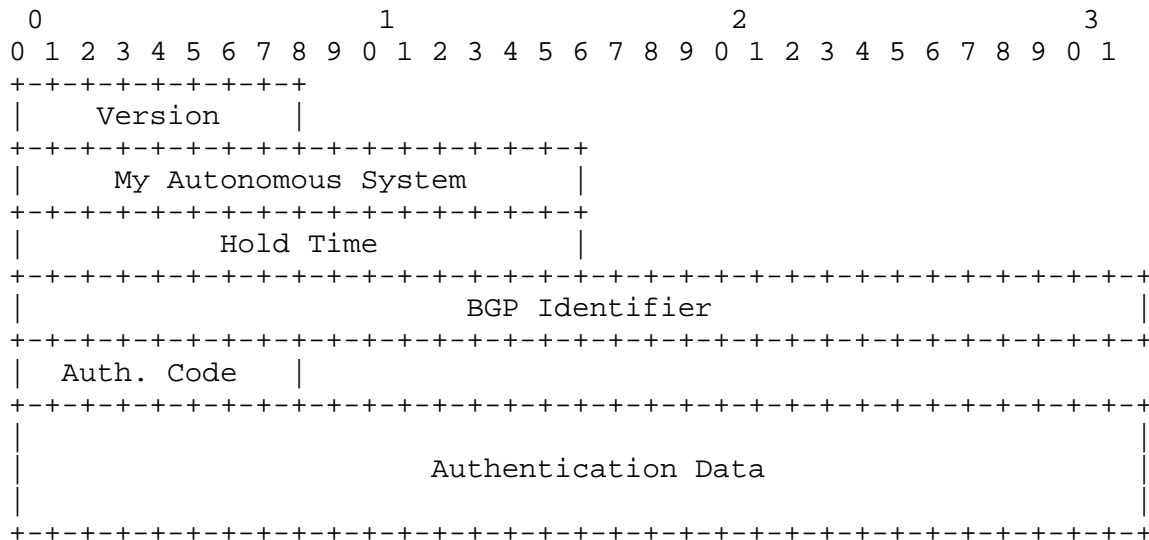 0                   1                   2                   3
0 1 2 3 4 5 6 7 8 9 0 1 2 3 4 5 6 7 8 9 0 1 2 3 4 5 6 7 8 9 0 1
+-+-+-+-+-+-+-+-+
|    Version    |
+-+-+-+-+-+-+-+-+-+-+-+-+-+-+-+-+
|     My Autonomous System      |
+-+-+-+-+-+-+-+-+-+-+-+-+-+-+-+-+
|           Hold Time           |
+-+-+-+-+-+-+-+-+-+-+-+-+-+-+-+-+-+-+-+-+-+-+-+-+-+-+-+-+-+-+-+-+
|                         BGP Identifier                        |
+-+-+-+-+-+-+-+-+-+-+-+-+-+-+-+-+-+-+-+-+-+-+-+-+-+-+-+-+-+-+-+-+
|  Auth. Code   |
+-+-+-+-+-+-+-+-+-+-+-+-+-+-+-+-+-+-+-+-+-+-+-+-+-+-+-+-+-+-+-+-+
|                                                               |
|                       Authentication Data                     |
|                                                               |
+-+-+-+-+-+-+-+-+-+-+-+-+-+-+-+-+-+-+-+-+-+-+-+-+-+-+-+-+-+-+-+-+